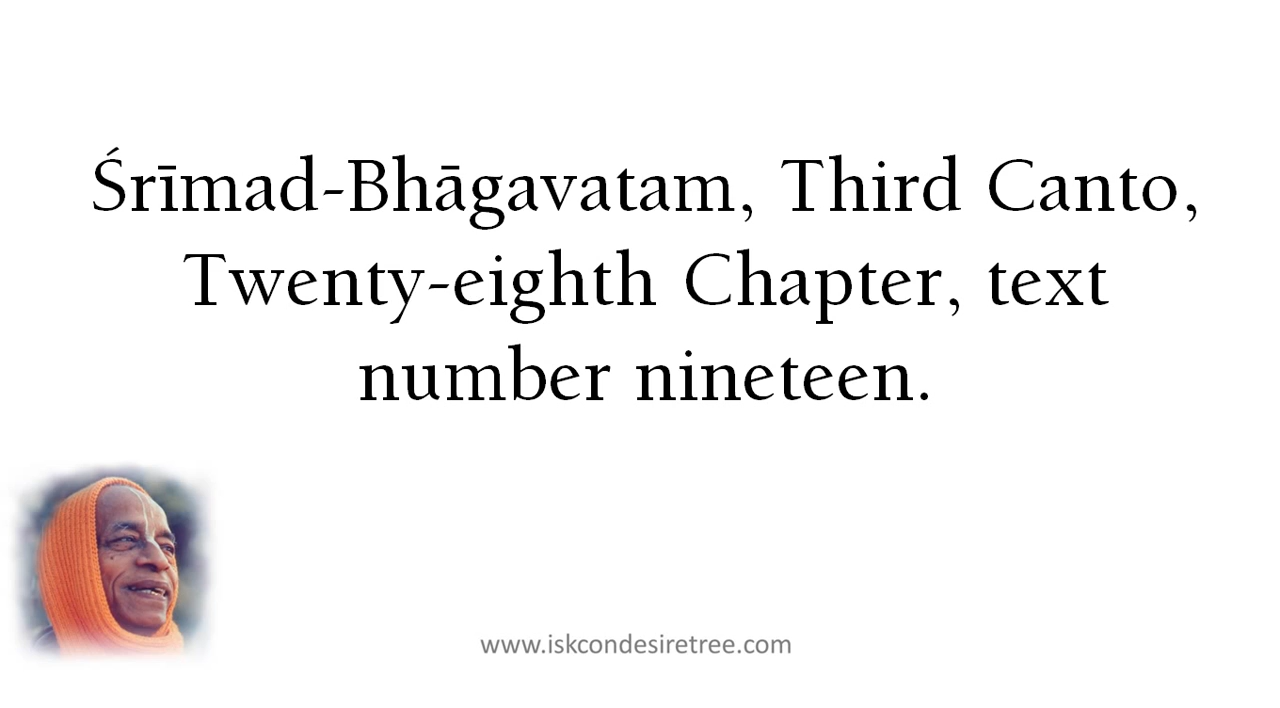 Śrīmad-Bhāgavatam, Third Canto,
Twenty-eighth Chapter, text
number nineteen.
www.iskcondesiretree.com